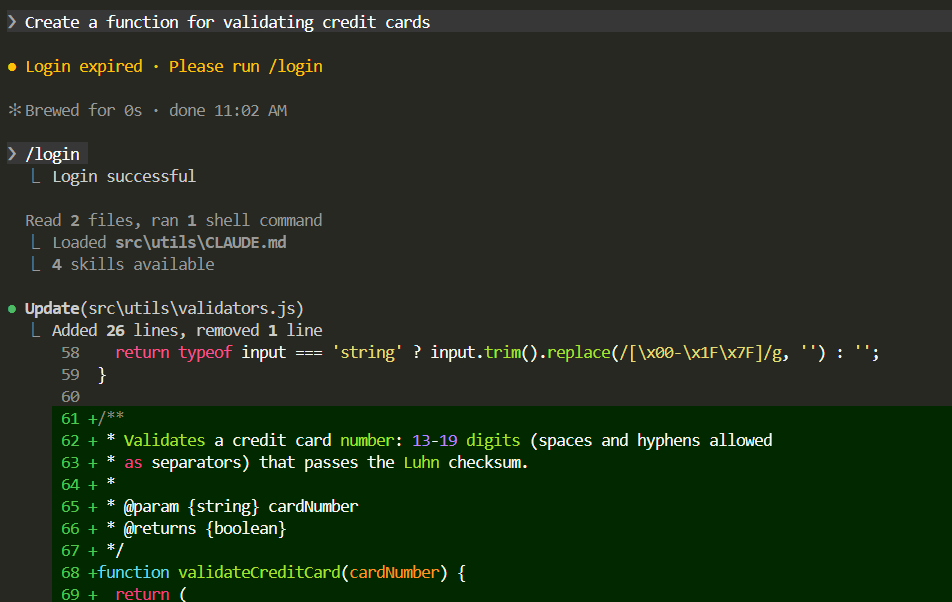 ❯ Create a function for validating credit cards
● Login expired · Please run /login
✻ Brewed for 0s · done 11:02 AM
❯ /login
⎿ Login successful
Read 2 files, ran 1 shell command
⎿ Loaded src\utils\CLAUDE.md
⎿ 4 skills available
● Update(src\utils\validators.js)
⎿ Added 26 lines, removed 1 line
58 return typeof input === 'string' ? input.trim().replace(/[\x00-\x1F\x7F]/g, '') : '';
59 }
60
61 +/**
62 + * Validates a credit card number: 13-19 digits (spaces and hyphens allowed
63 + * as separators) that passes the Luhn checksum.
64 + *
65 + * @param {string} cardNumber
66 + * @returns {boolean}
67 + */
68 +function validateCreditCard(cardNumber) {
69 + return (